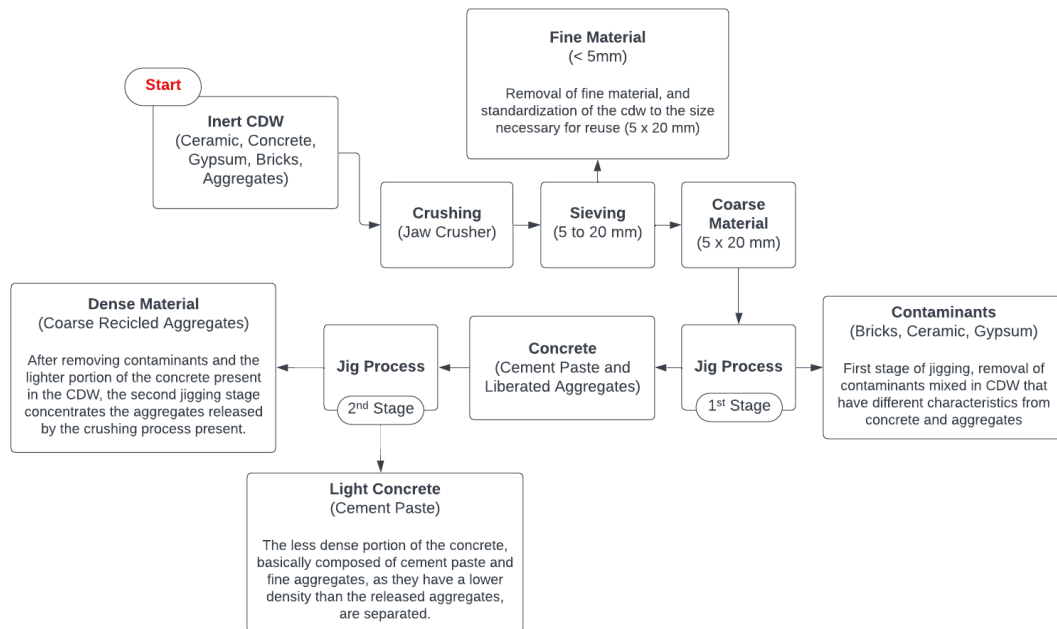 Start
Inert CDW
(Ceramic, Concrete,
Gypsum, Bricks,
Aggregates)
Fine Material
(< 5mm)
Removal of fine material, and
standardization of the cdw to the size
necessary for reuse (5 x 20 mm)
Crushing
(Jaw Crusher)
Sieving
(5 to 20 mm)
Coarse
Material
(5 x 20 mm)
Dense Material
(Coarse Recicled Aggregates)
After removing contaminants and the
lighter portion of the concrete present
in the CDW, the second jigging stage
concentrates the aggregates released
by the crushing process present.
Jig Process
2nd Stage
Concrete
(Cement Paste and
Liberated Aggregates)
Jig Process
1st Stage
Contaminants
(Bricks, Ceramic, Gypsum)
First stage of jigging, removal of
contaminants mixed in CDW that
have different characteristics from
concrete and aggregates
Light Concrete
(Cement Paste)
The less dense portion of the concrete,
basically composed of cement paste and
fine aggregates, as they have a lower
density than the released aggregates,
are separated.